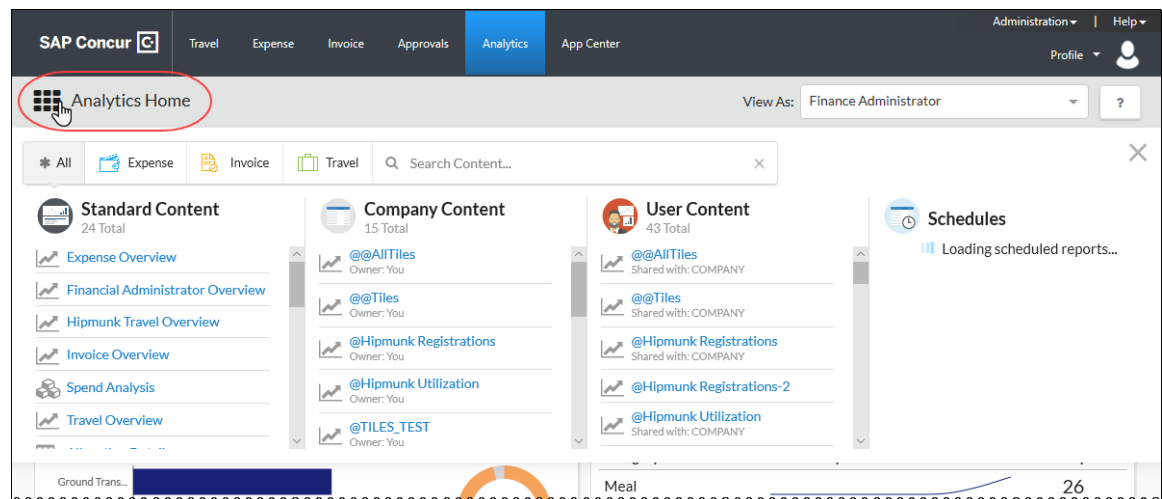 Administration | Help
SAP Concur C Travel Expense Invoice Approvals Analytics App Center
Profile
Analytics Home
View As: Finance Administrator ?
* All Expense Invoice Travel Search Content...
Standard Content
24 Total
Expense Overview
Financial Administrator Overview
Hipmunk Travel Overview
Invoice Overview
Spend Analysis
Travel Overview
Company Content
15 Total
@@AllTiles
Owner: You
@@Tiles
Owner: You
@Hipmunk Registrations
Owner: You
@Hipmunk Utilization
Owner: You
@TILES_TEST
Owner: You
User Content
43 Total
@@AllTiles
Shared with: COMPANY
@@Tiles
Shared with: COMPANY
@Hipmunk Registrations
Shared with: COMPANY
@Hipmunk Registrations-2
@Hipmunk Utilization
Shared with: COMPANY
Schedules
Loading scheduled reports...
Ground Trans...
Meal 26